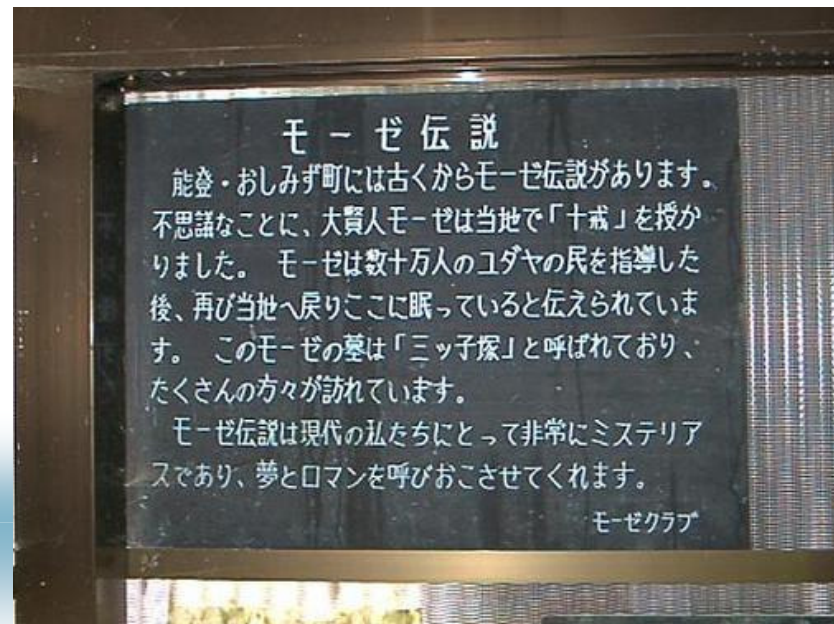 モーゼ伝説
能登・おしみず町には古くからモーゼ伝説があります。
不思議なことに、大賢人モーゼは当地で「十戒」を授か
りました。 モーゼは数十万人のユダヤの民を指導した
後、再び当地へ戻りここに眠っていると伝えられていま
す。 このモーゼの墓は「三ッ子塚」と呼ばれており、
たくさんの方々が訪れています。
モーゼ伝説は現代の私たちにとって非常にミステリア
スであり、夢とロマンを呼びおこさせてくれます。
モーゼクラブ